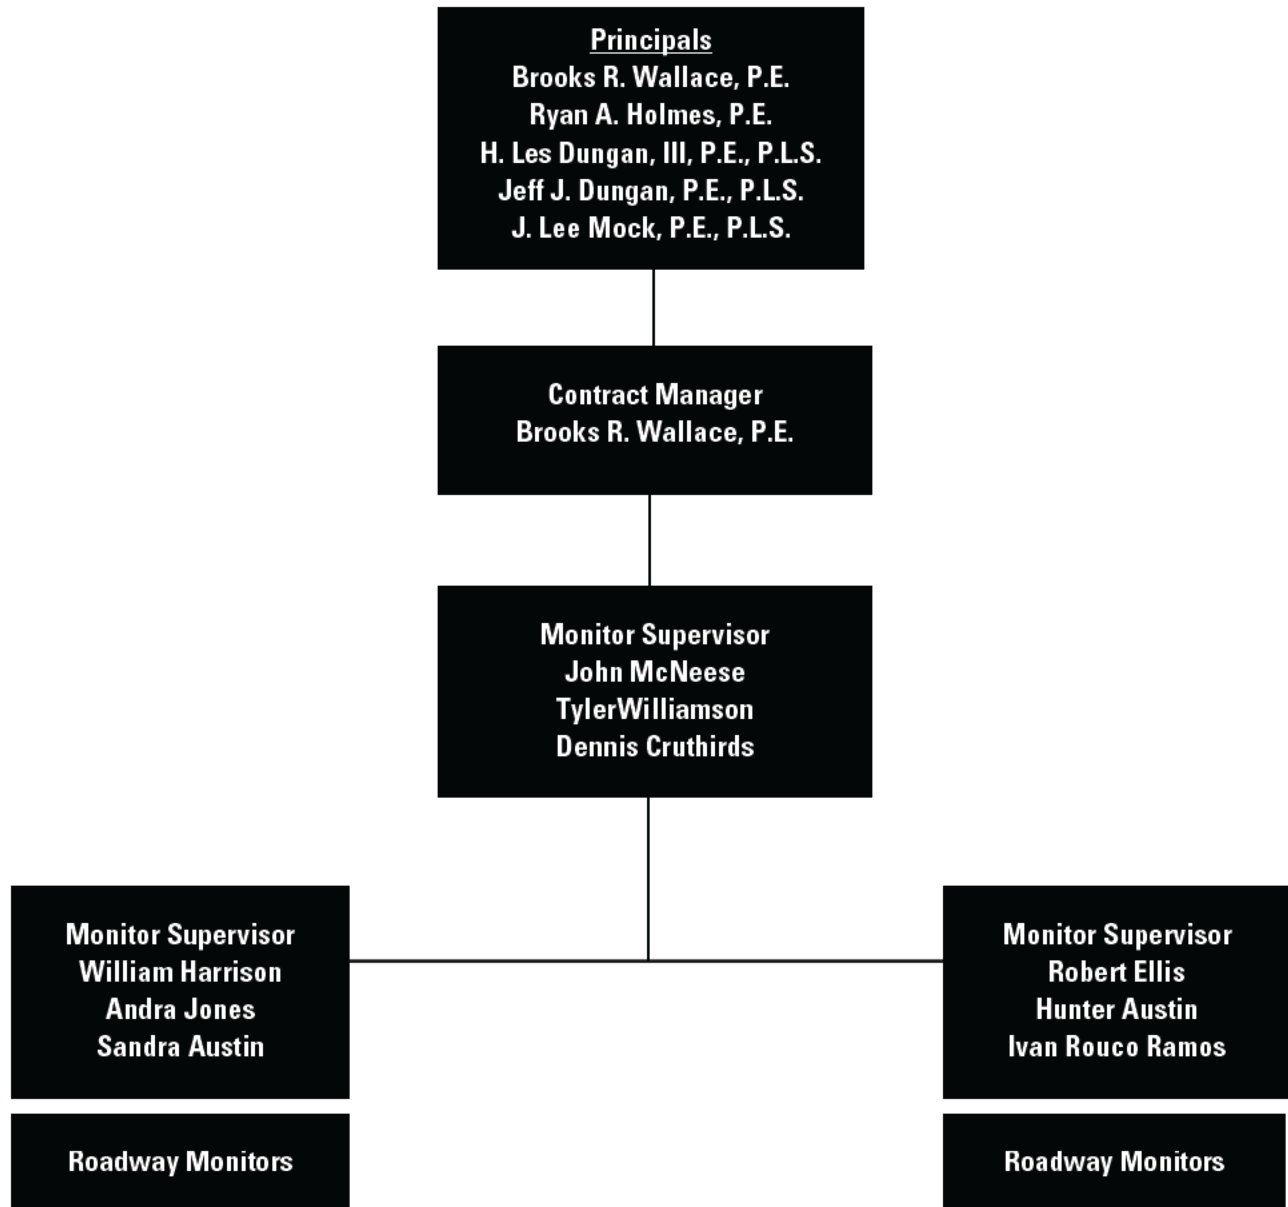 Principals
Brooks R. Wallace, P.E.
Ryan A. Holmes, P.E.
H. Les Dungan, III, P.E., P.L.S.
Jeff J. Dungan, P.E., P.L.S.
J. Lee Mock, P.E., P.L.S.
Contract Manager
Brooks R. Wallace, P.E.
Monitor Supervisor
John McNeese
TylerWilliamson
Dennis Cruthirds
Monitor Supervisor
William Harrison
Andra Jones
Sandra Austin
Roadway Monitors
Monitor Supervisor
Robert Ellis
Hunter Austin
Ivan Rouco Ramos
Roadway Monitors